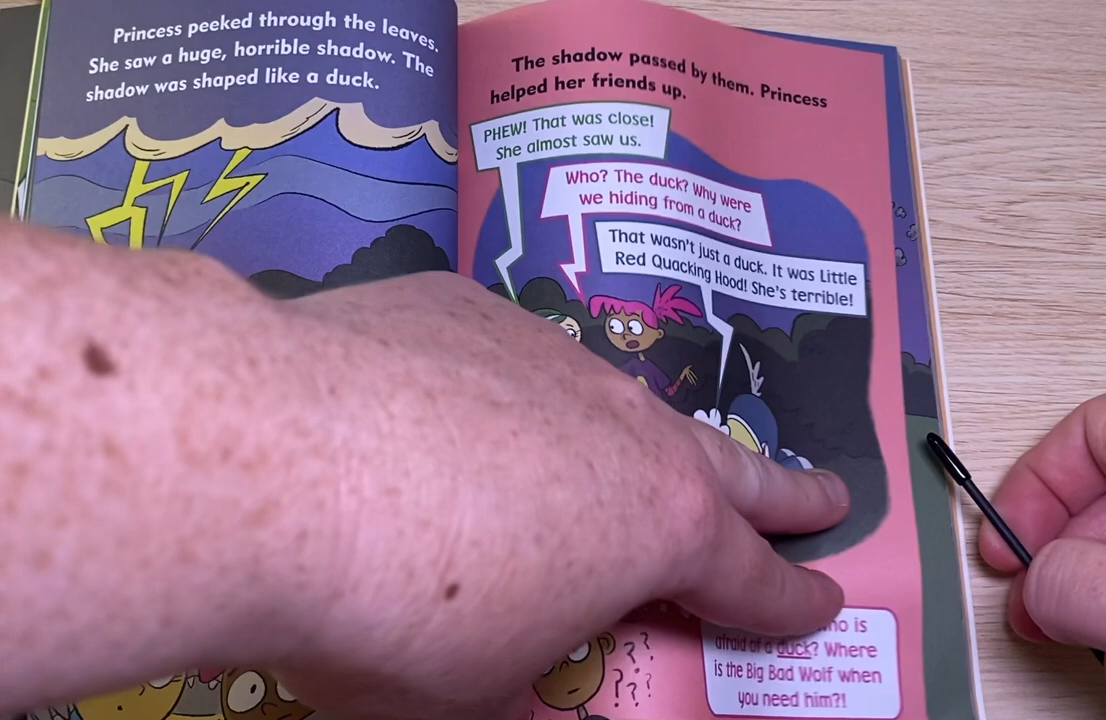 Princess peeked through the leaves.
She saw a huge, horrible shadow. The
shadow was shaped like a duck.
The shadow passed by them. Princess
helped her friends up.
PHEW! That was close!
She almost saw us.
Who? The duck? Why were
we hiding from a duck?
That wasn't just a duck. It was Little
Red Quacking Hood! She's terrible!
is
afraid of a duck? Where
is the Big Bad Wolf when
you need him?!
???
???